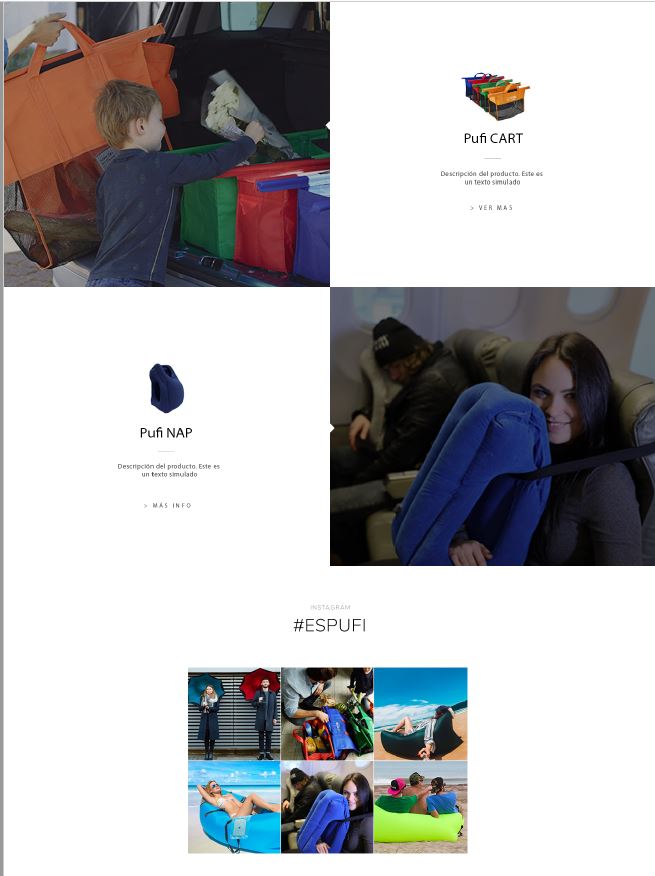 Pufi CART
Descripción del producto. Este es
un texto simulado
> VER MAS
Pufi NAP
Descripción del producto. Este es
un texto simulado
> MÁS INFO
INSTAGRAM
#ESPUFI